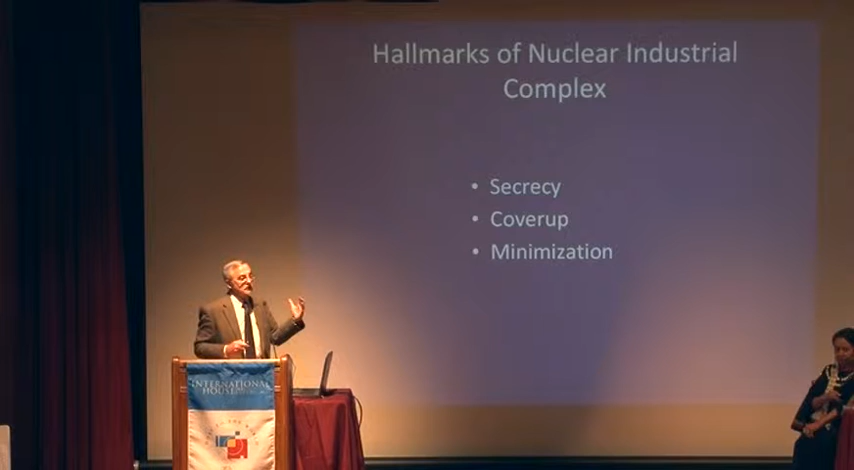 Hallmarks of Nuclear Industrial
Complex
• Secrecy
• Coverup
• Minimization
INTERNATIONAL
HOUSE